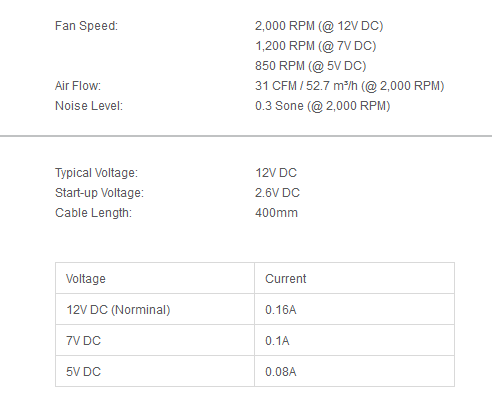 Fan Speed: 2,000 RPM (@ 12V DC)
1,200 RPM (@ 7V DC)
850 RPM (@ 5V DC)
Air Flow: 31 CFM / 52.7 m³/h (@ 2,000 RPM)
Noise Level: 0.3 Sone (@ 2,000 RPM)
Typical Voltage: 12V DC
Start-up Voltage: 2.6V DC
Cable Length: 400mm
Voltage Current
12V DC (Norminal) 0.16A
7V DC 0.1A
5V DC 0.08A